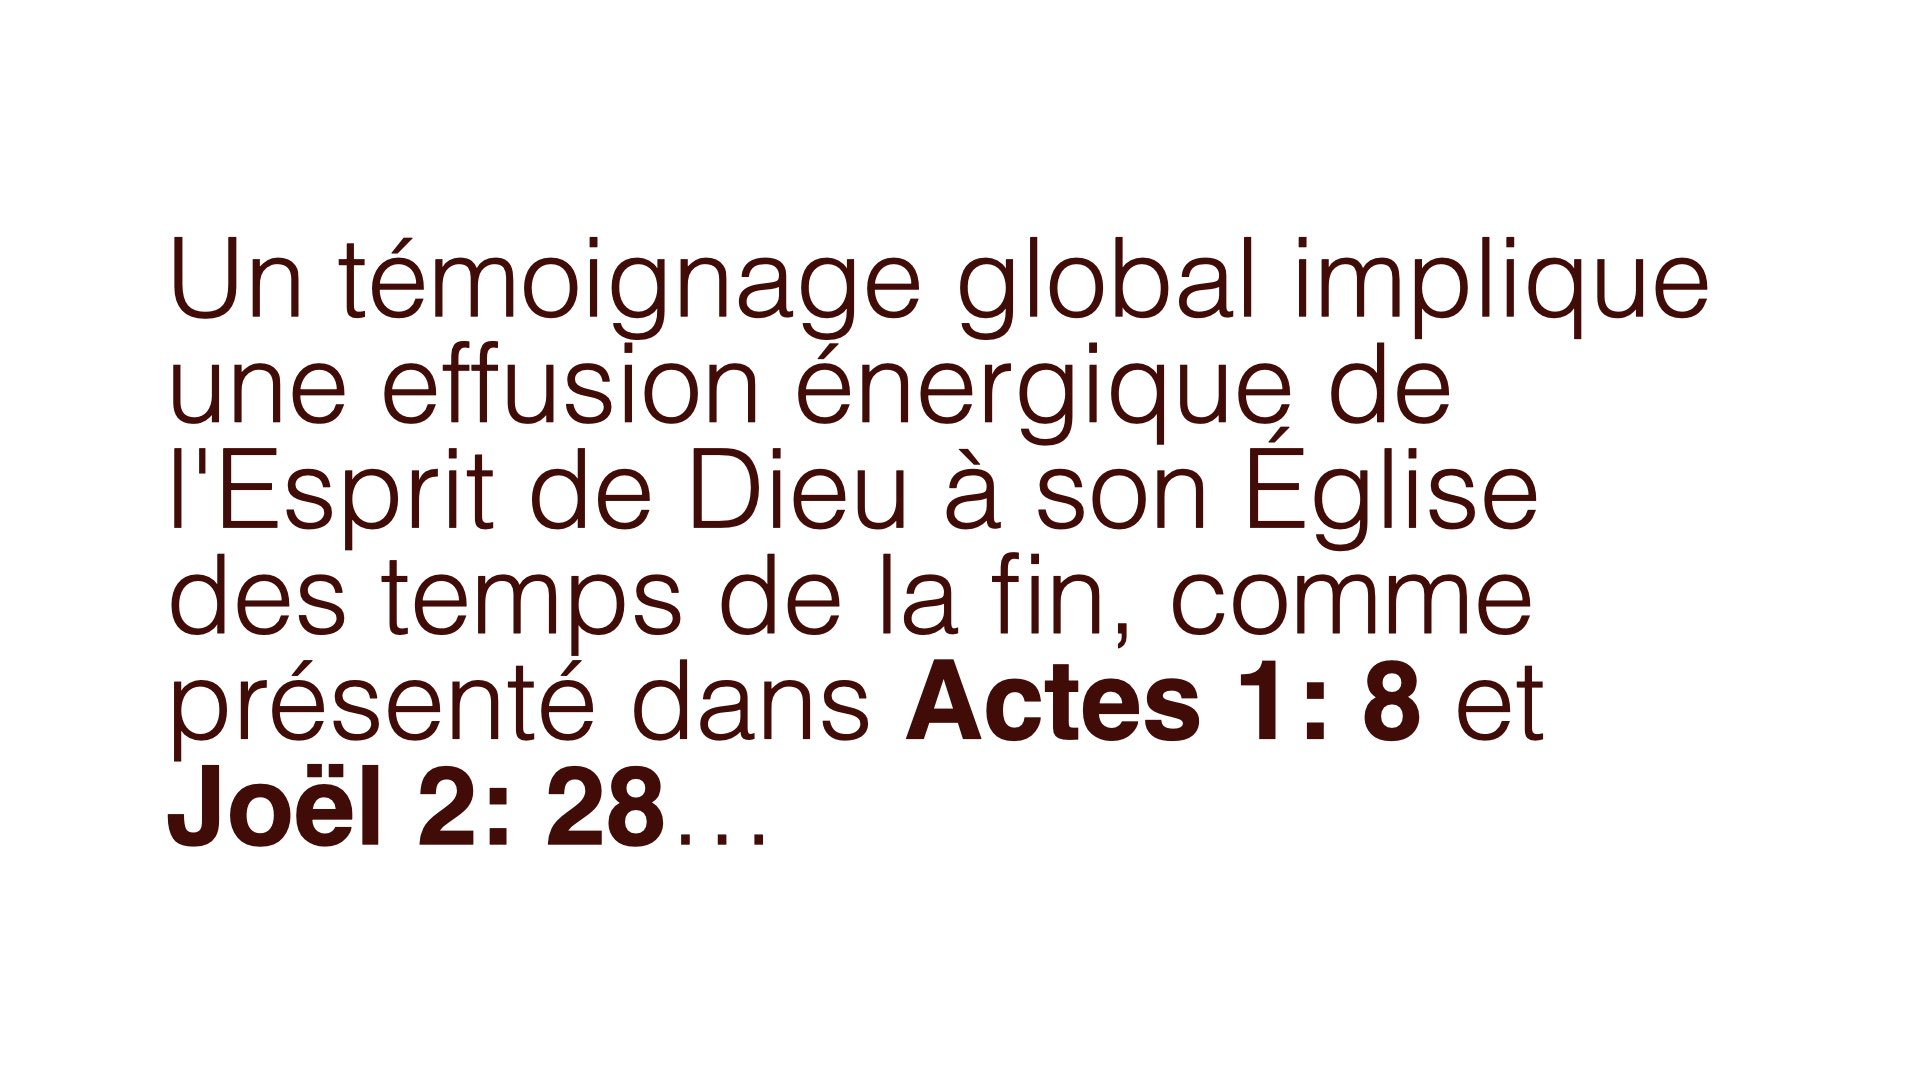 Un témoignage global implique
une effusion énergique de
l'Esprit de Dieu à son Église
des temps de la fin, comme
présenté dans Actes 1: 8 et
Joël 2: 28…